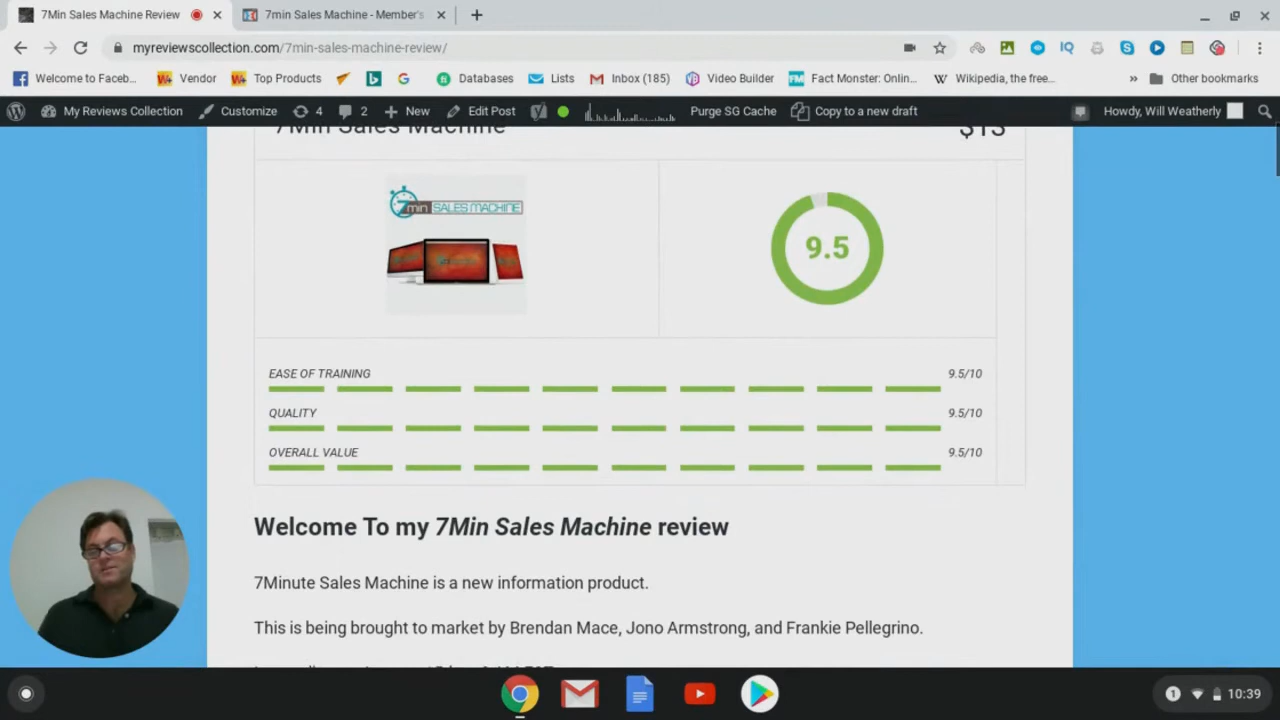 7Min Sales Machine Review
7min Sales Machine - Member's
myreviewscollection.com/7min-sales-machine-review/
Welcome to Faceb...
Vendor
Top Products
Databases
Lists
Inbox (185)
Video Builder
Fact Monster: Onlin...
Wikipedia, the free...
Other bookmarks
My Reviews Collection
Customize
4
2
New
Edit Post
Purge SG Cache
Copy to a new draft
Howdy, Will Weatherly
7Min Sales Machine
$13
7min SALES MACHINE
9.5
EASE OF TRAINING 9.5/10
QUALITY 9.5/10
OVERALL VALUE 9.5/10
Welcome To my 7Min Sales Machine review
7Minute Sales Machine is a new information product.
This is being brought to market by Brendan Mace, Jono Armstrong, and Frankie Pellegrino.
1
10:39